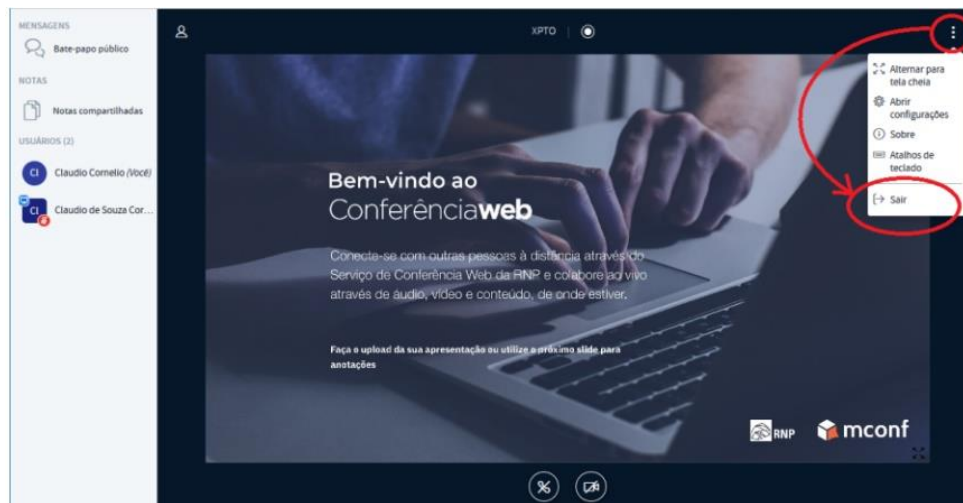 MENSAGENS
Bate-papo público
NOTAS
Notas compartilhadas
USUÁRIOS (2)
CI
Claudio Cornelio (Você)
CI
Claudio de Souza Cor...
XPTO
Alternar para
tela cheia
Abrir
configurações
Sobre
Atalhos de
teclado
Sair
Bem-vindo ao
Conferênciaweb
Conecte-se com outras pessoas à distância através do
Serviço de Conferência Web da RNP e colabore ao vivo
através de áudio, vídeo e conteúdo, de onde estiver.
Faça o upload da sua apresentação ou utilize o próximo slide para
anotações
RNP
mconf